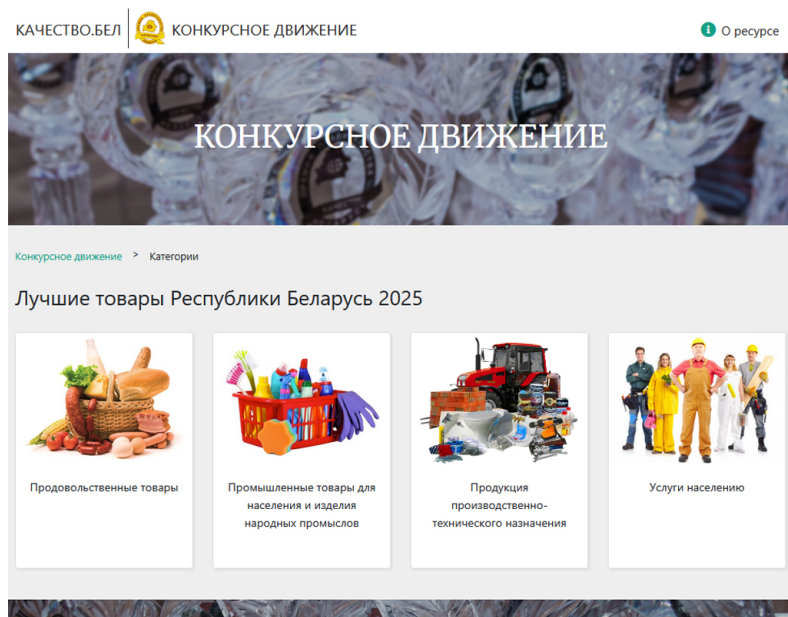 КАЧЕСТВО.БЕЛ КОНКУРСНОЕ ДВИЖЕНИЕ О ресурсе
КОНКУРСНОЕ ДВИЖЕНИЕ
Конкурсное движение > Категории
Лучшие товары Республики Беларусь 2025
Продовольственные товары
Промышленные товары для
населения и изделия
народных промыслов
Продукция
производственно-
технического назначения
Услуги населению